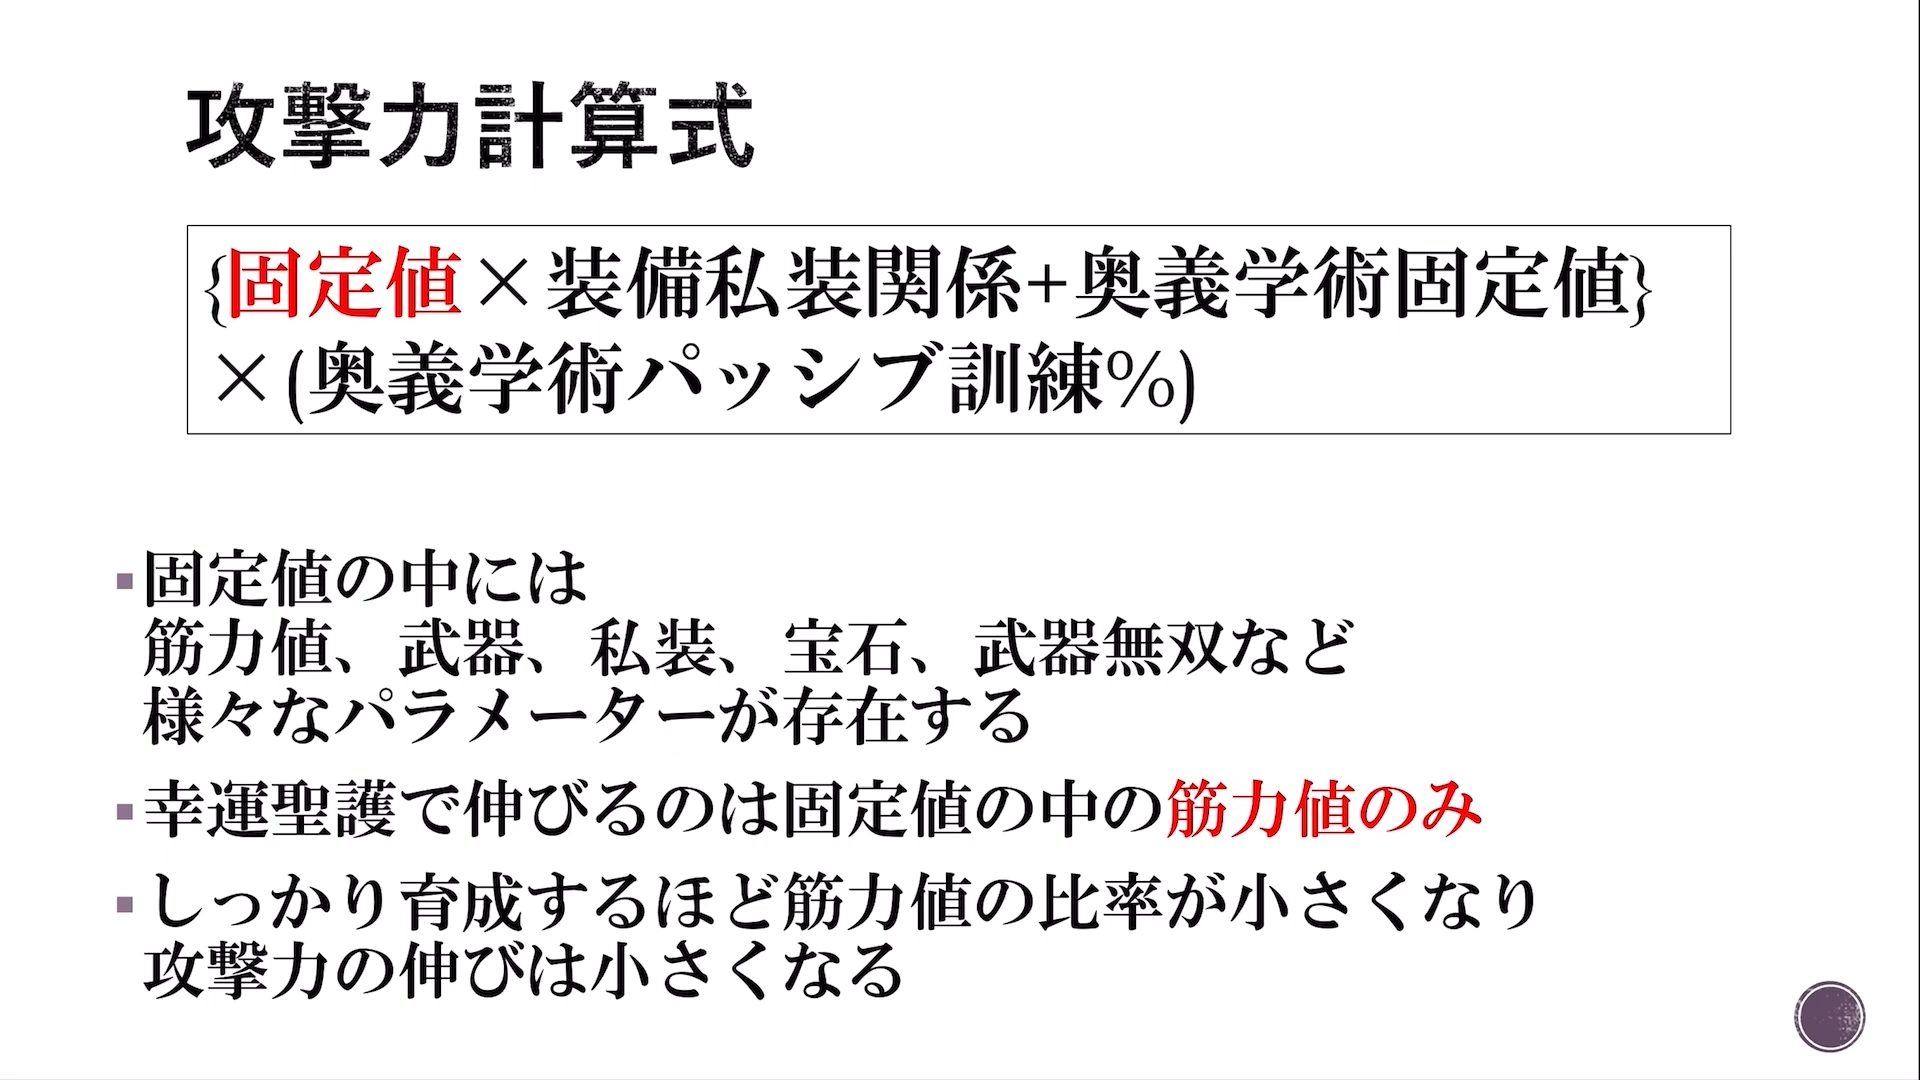 攻撃力計算式
{固定値×装備私装関係+奥義学術固定値}
×(奥義学術パッシブ訓練%)
▪固定値の中には
筋力値、武器、私装、宝石、武器無双など
様々なパラメーターが存在する
▪幸運聖護で伸びるのは固定値の中の筋力値のみ
▪しっかり育成するほど筋力値の比率が小さくなり
攻撃力の伸びは小さくなる